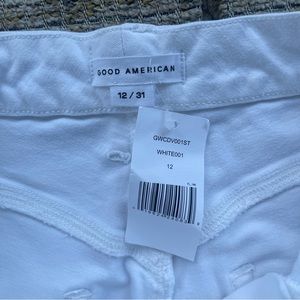 GOOD AMERICAN
12 / 31
GWCDV001ST
WHITE001
12